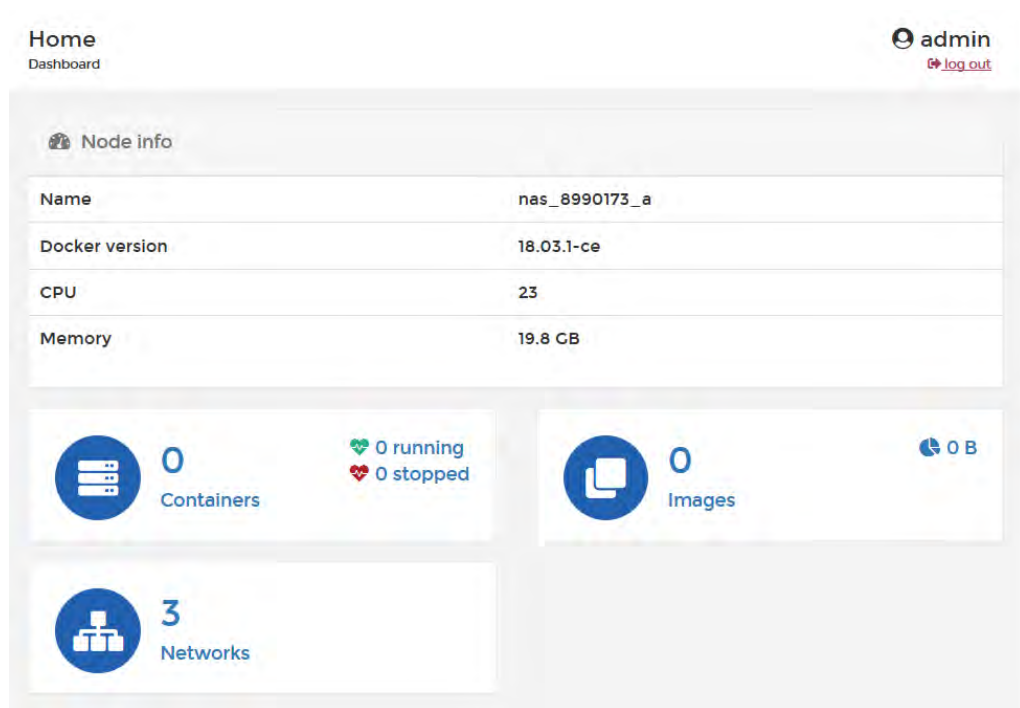 Home
admin
Dashboard
log out
Node info
Name
nas_8990173_a
Docker version
18.03.1-ce
CPU
23
Memory
19.8 GB
0
Containers
0 running
0 stopped
0
Images
0 B
3
Networks